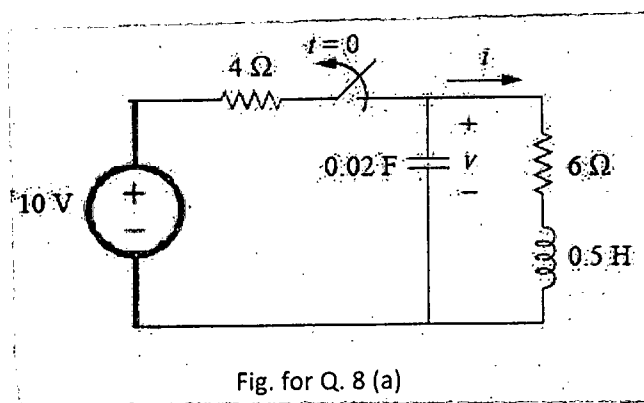 t = 0
4 Ω
i
+
0.02 F
v
6 Ω
10 V
+
−
−
0.5 H
Fig. for Q. 8 (a)